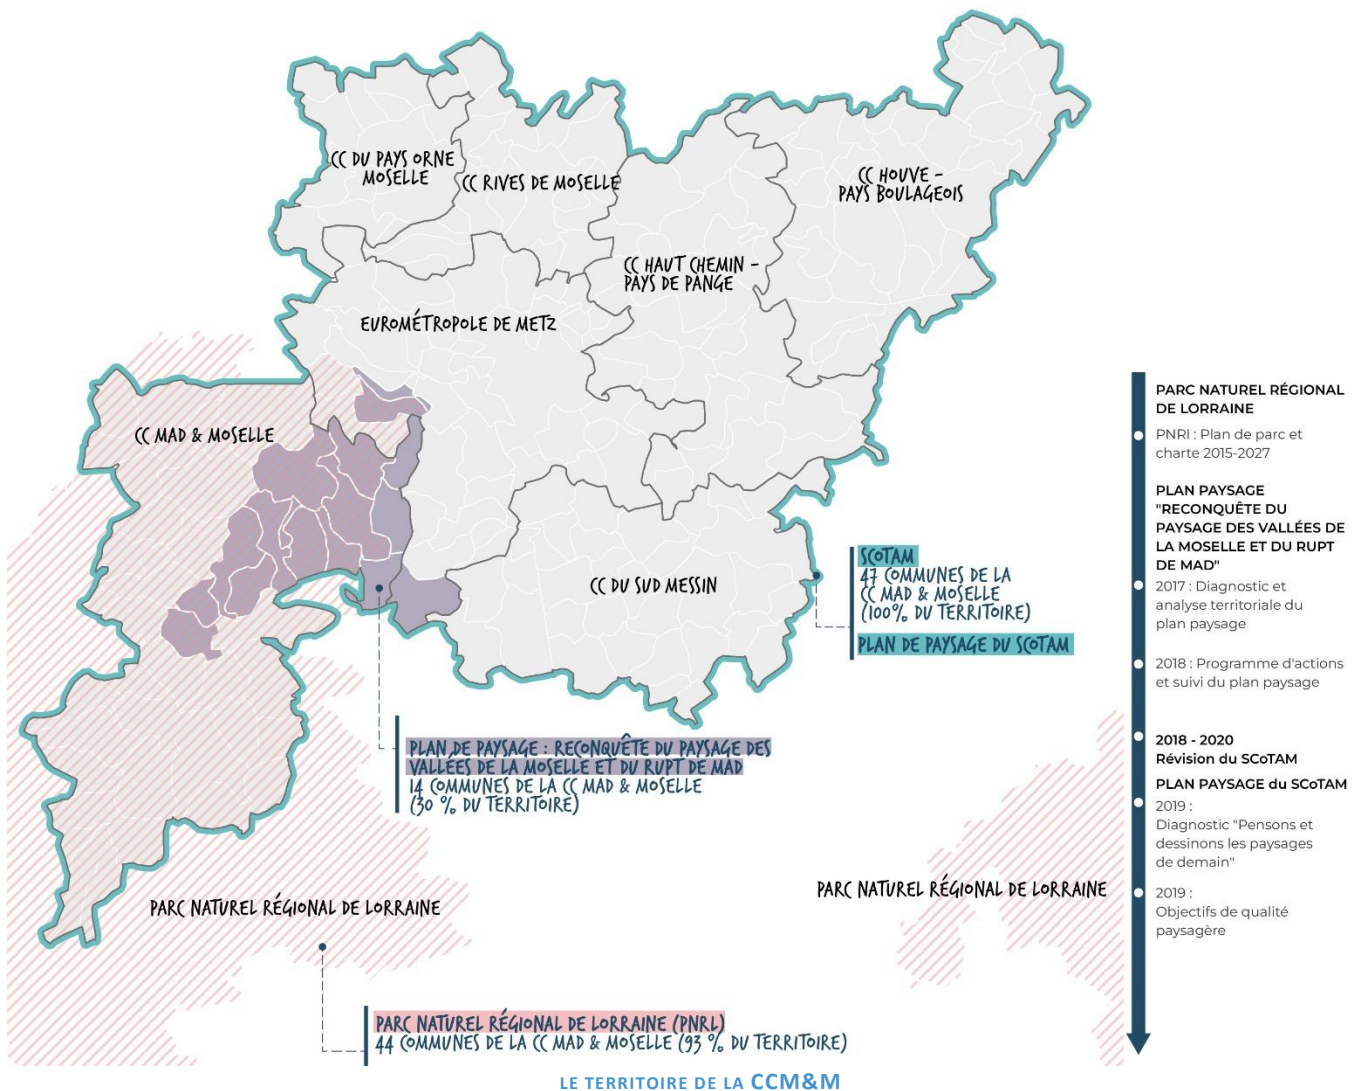 CC DU PAYS ORNE
MOSELLE
CC RIVES DE MOSELLE
CC HOUVE -
PAYS BOULAGEOIS
CC HAUT CHEMIN -
PAYS DE PANGE
EUROMÉTROPOLE DE METZ
CC MAD & MOSELLE
CC DU SUD MESSIN
SCOTAM
47 COMMUNES DE LA
CC MAD & MOSELLE
(100% DU TERRITOIRE)
PLAN DE PAYSAGE DU SCOTAM
PLAN DE PAYSAGE : RECONQUÊTE DU PAYSAGE DES
VALLÉES DE LA MOSELLE ET DU RUPT DE MAD
14 COMMUNES DE LA CC MAD & MOSELLE
(30 % DU TERRITOIRE)
PARC NATUREL RÉGIONAL DE LORRAINE
PARC NATUREL RÉGIONAL DE LORRAINE
PARC NATUREL RÉGIONAL DE LORRAINE (PNRL)
44 COMMUNES DE LA CC MAD & MOSELLE (93 % DU TERRITOIRE)
PARC NATUREL RÉGIONAL
DE LORRAINE
PNRl : Plan de parc et
charte 2015-2027
PLAN PAYSAGE
"RECONQUÊTE DU
PAYSAGE DES VALLÉES DE
LA MOSELLE ET DU RUPT
DE MAD"
2017 : Diagnostic et
analyse territoriale du
plan paysage
2018 : Programme d'actions
et suivi du plan paysage
2018 - 2020
Révision du SCoTAM
PLAN PAYSAGE du SCoTAM
2019 :
Diagnostic "Pensons et
dessinons les paysages
de demain"
2019 :
Objectifs de qualité
paysagère
LE TERRITOIRE DE LA CCM&M